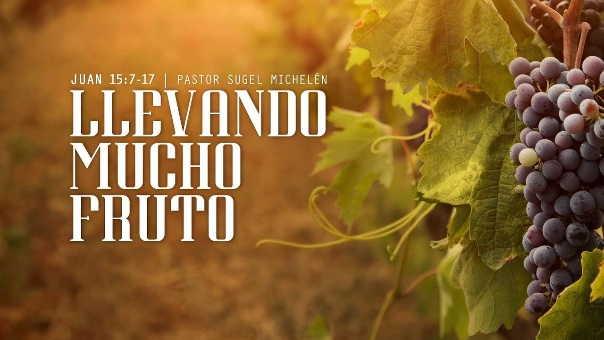 JUAN 15:7-17 | PASTOR SUGEL MICHELÉN
LLEVANDO
MUCHO
FRUTO